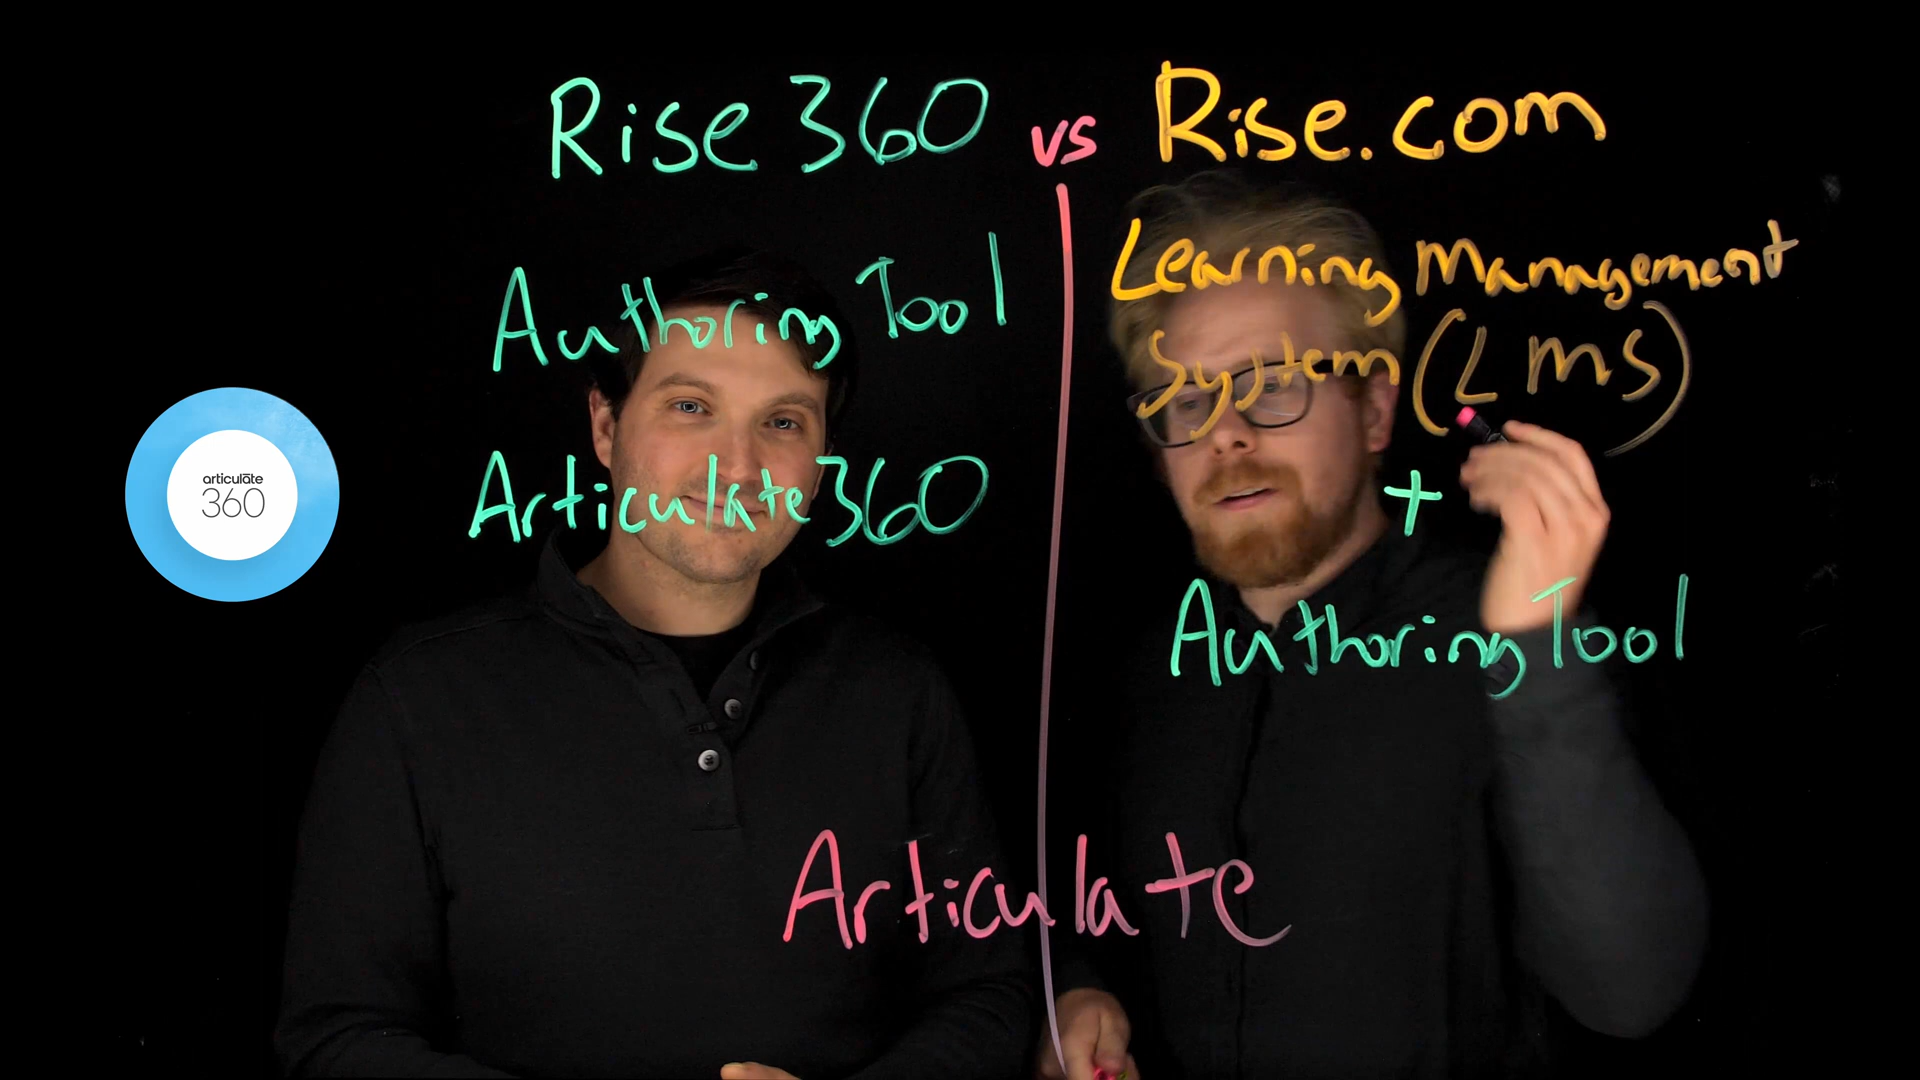 Rise 360 vs Rise.com
Authoring Tool
Articulate 360
Learning Management
System (LMS)
+
Authoring Tool
Articulate
articulate
360